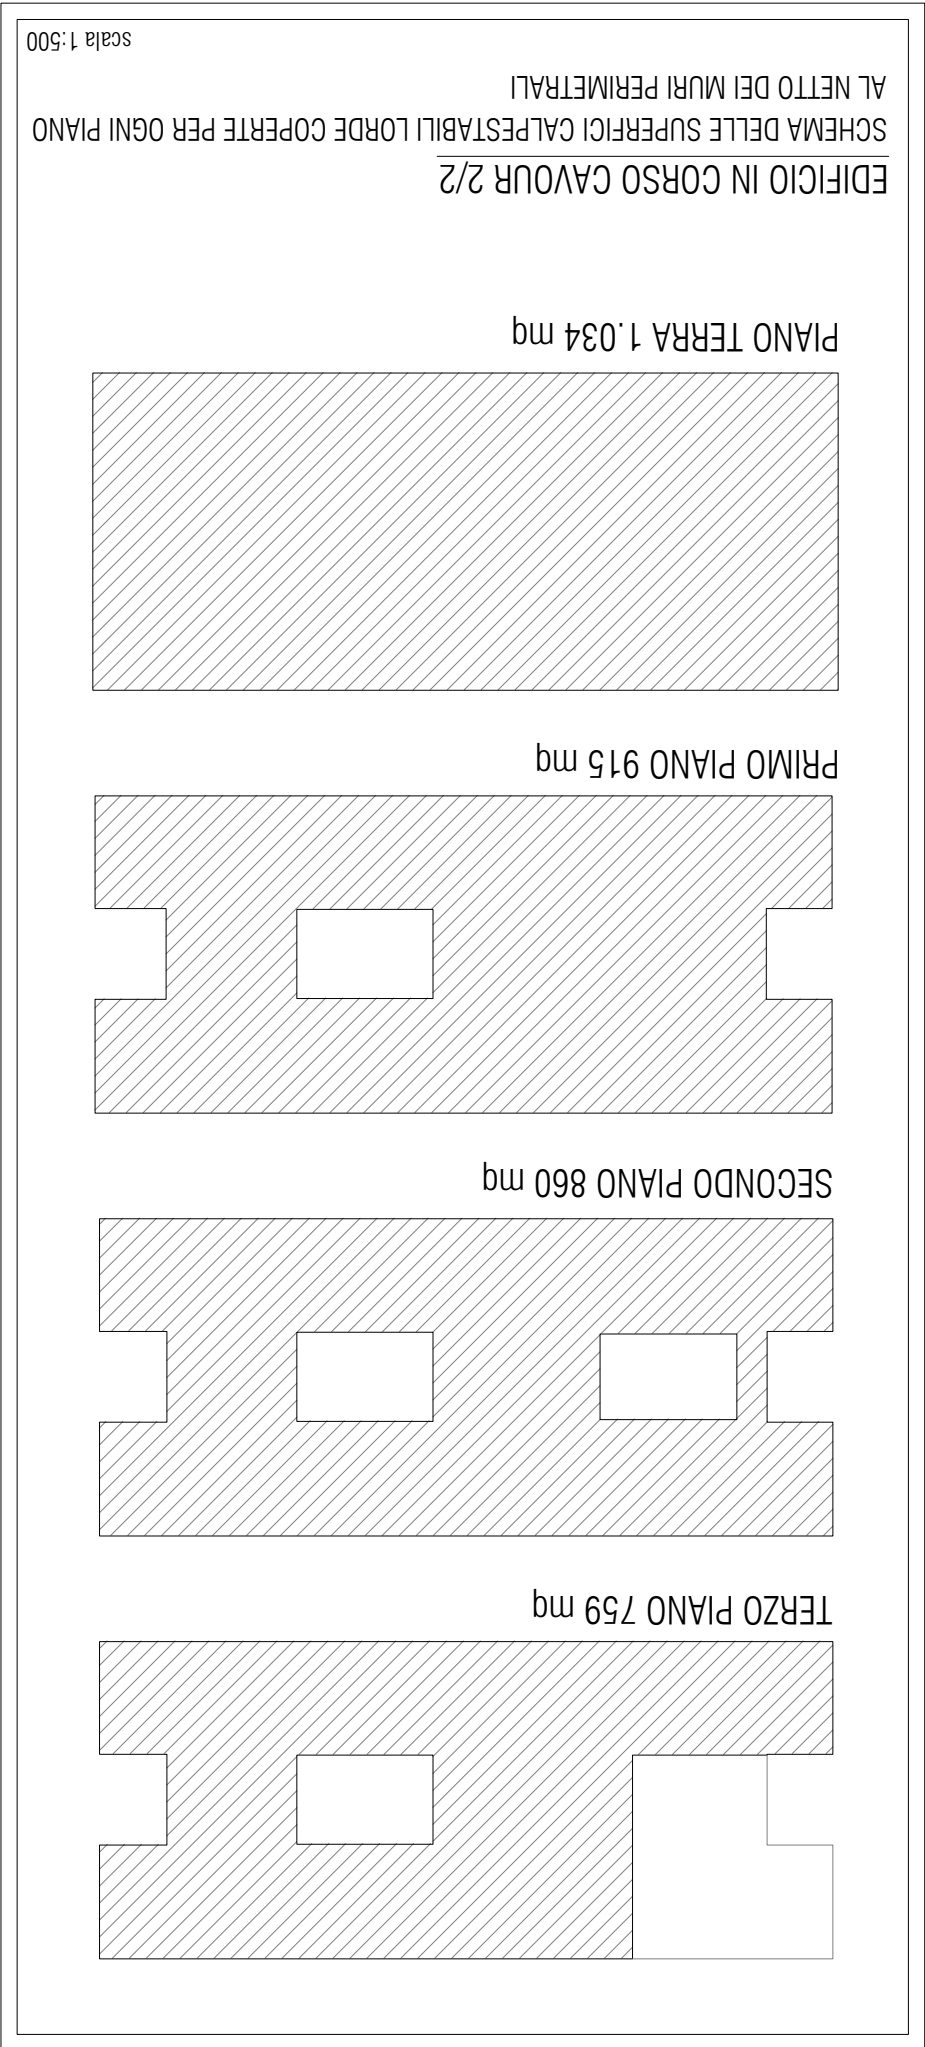 TERZO PIANO 759 mq
SECONDO PIANO 860 mq
PRIMO PIANO 915 mq
PIANO TERRA 1.034 mq
EDIFICIO IN CORSO CAVOUR 2/2
SCHEMA DELLE SUPERFICI CALPESTABILI LORDE COPERTE PER OGNI PIANO
AL NETTO DEI MURI PERIMETRALI
scala 1:500